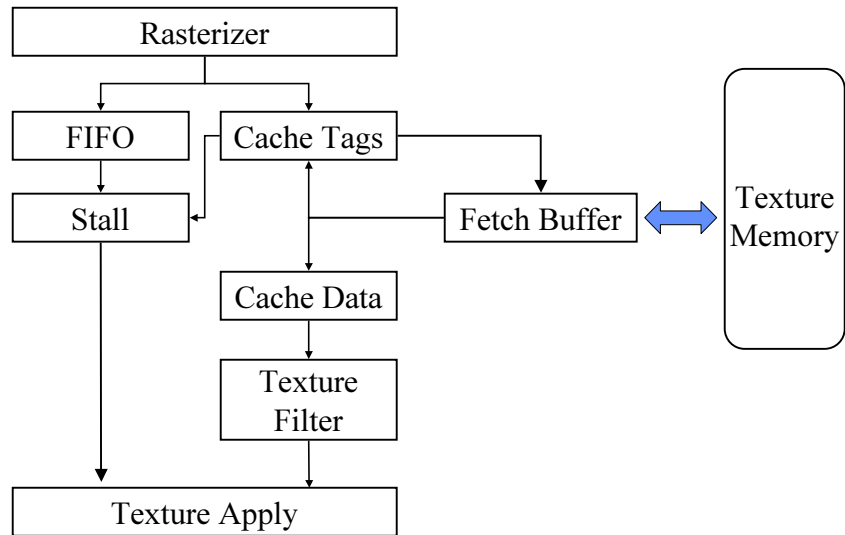 Rasterizer
FIFO
Cache Tags
Stall
Fetch Buffer
Texture
Memory
Cache Data
Texture
Filter
Texture Apply